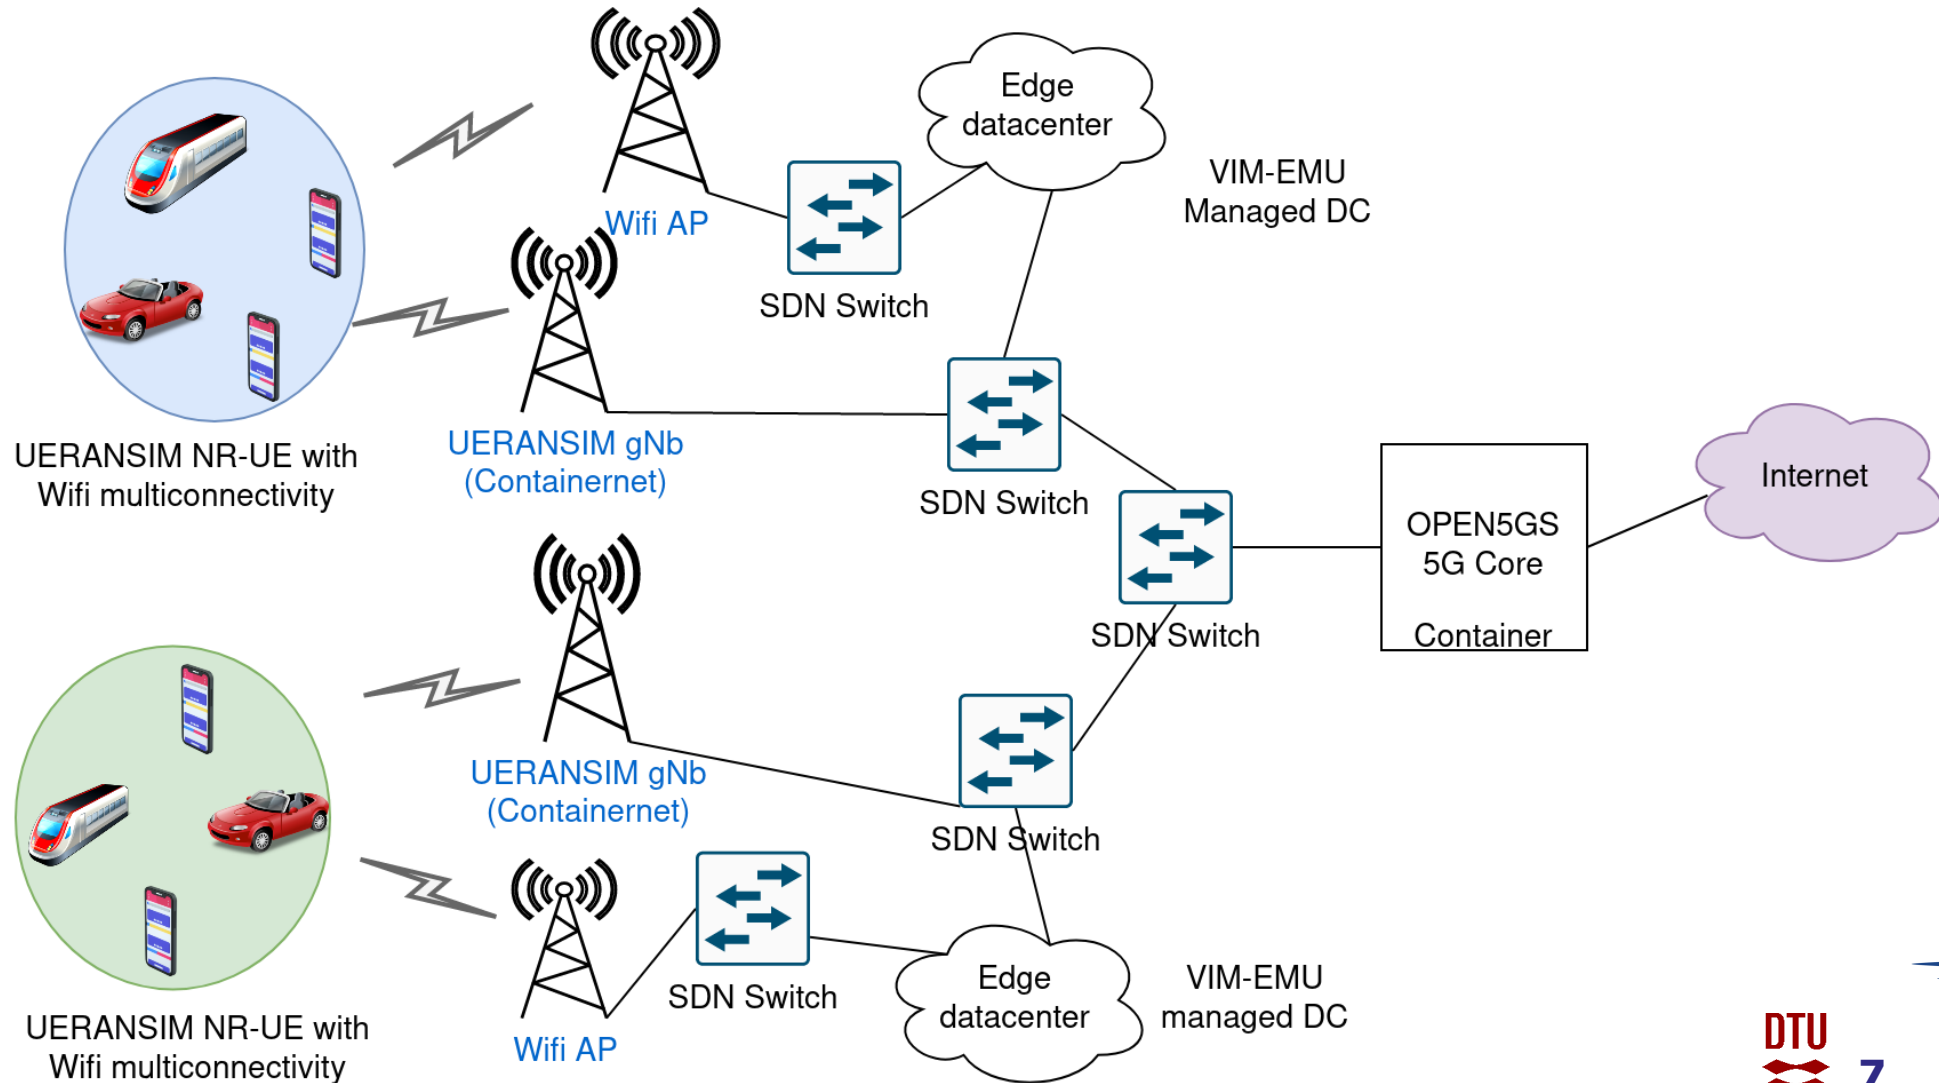 Edge
datacenter
VIM-EMU
Managed DC
Wifi AP
SDN Switch
UERANSIM NR-UE with
Wifi multiconnectivity
UERANSIM gNb
(Containernet)
SDN Switch
Internet
OPEN5GS
5G Core
Container
SDN Switch
UERANSIM gNb
(Containernet)
SDN Switch
Edge
datacenter
VIM-EMU
managed DC
SDN Switch
Wifi AP
UERANSIM NR-UE with
Wifi multiconnectivity
DTU
7